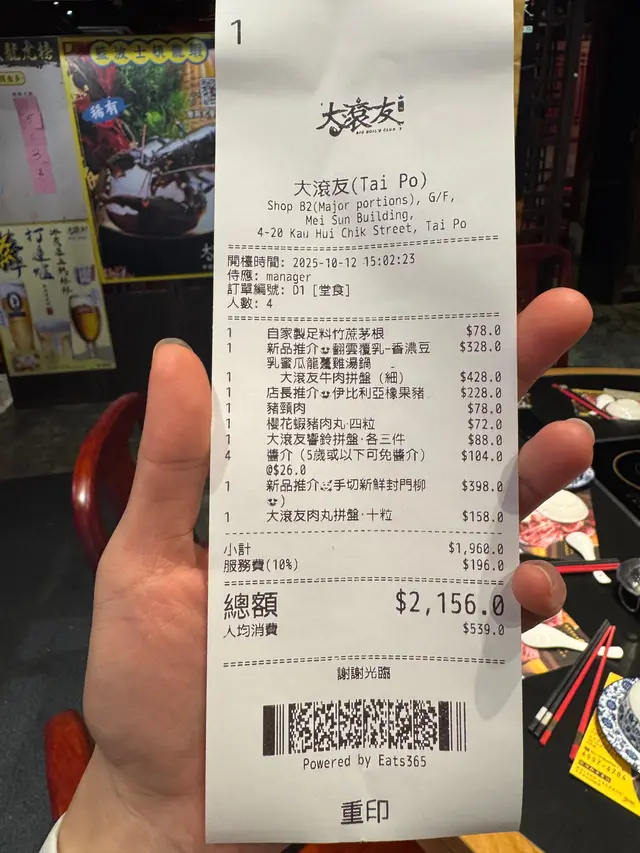 1
大滾友
BIG BOIL'S CLUB
大滾友(Tai Po)
Shop B2(Major portions), G/F,
Mei Sun Building,
4-20 Kau Hui Chik Street, Tai Po
開檯時間: 2025-10-12 15:02:23
侍應: manager
訂單編號: D1 [堂食]
人數: 4
1 自家製足料竹蔗茅根 $78.0
1 新品推介😍翻雲覆乳-香濃豆 $328.0
乳蜜瓜龍躉雞湯鍋
1 大滾友牛肉拼盤 (細) $428.0
1 店長推介😍伊比利亞橡果豬 $228.0
1 豬頸肉 $78.0
1 櫻花蝦豬肉丸·四粒 $72.0
1 大滾友響鈴拼盤·各三件 $88.0
4 醬介 (5歲或以下可免醬介) $104.0
@$26.0
1 新品推介🥰手切新鮮封門柳 $398.0
😍)
1 大滾友肉丸拼盤·十粒 $158.0
小計 $1,960.0
服務費(10%) $196.0
總額 $2,156.0
人均消費 $539.0
謝謝光臨
Powered by Eats365
重印
龍虎榜
稀有